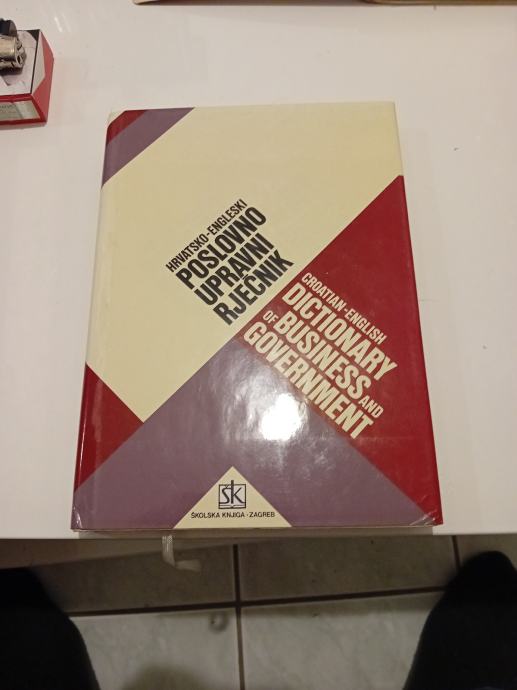 HRVATSKO-ENGLESKI
POSLOVNO
UPRAVNI
RJEČNIK
CROATIAN-ENGLISH
DICTIONARY
OF BUSINESS AND
GOVERNMENT
ŠK
ŠKOLSKA KNJIGA - ZAGREB